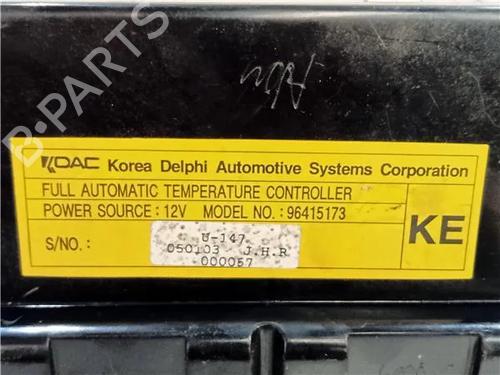 KDAC Korea Delphi Automotive Systems Corporation
FULL AUTOMATIC TEMPERATURE CONTROLLER
POWER SOURCE : 12V MODEL NO. : 96415173
KE
S/NO. :
U-147
050103 J.H.R
000057
B-PARTS